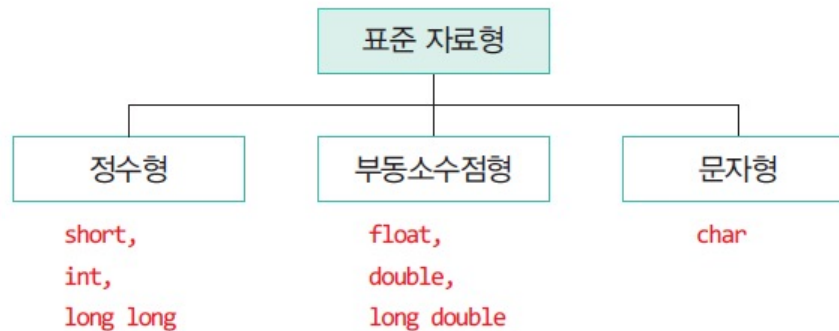 표준 자료형
정수형
부동소수점형
문자형
short,
float,
char
int,
double,
long long
long double